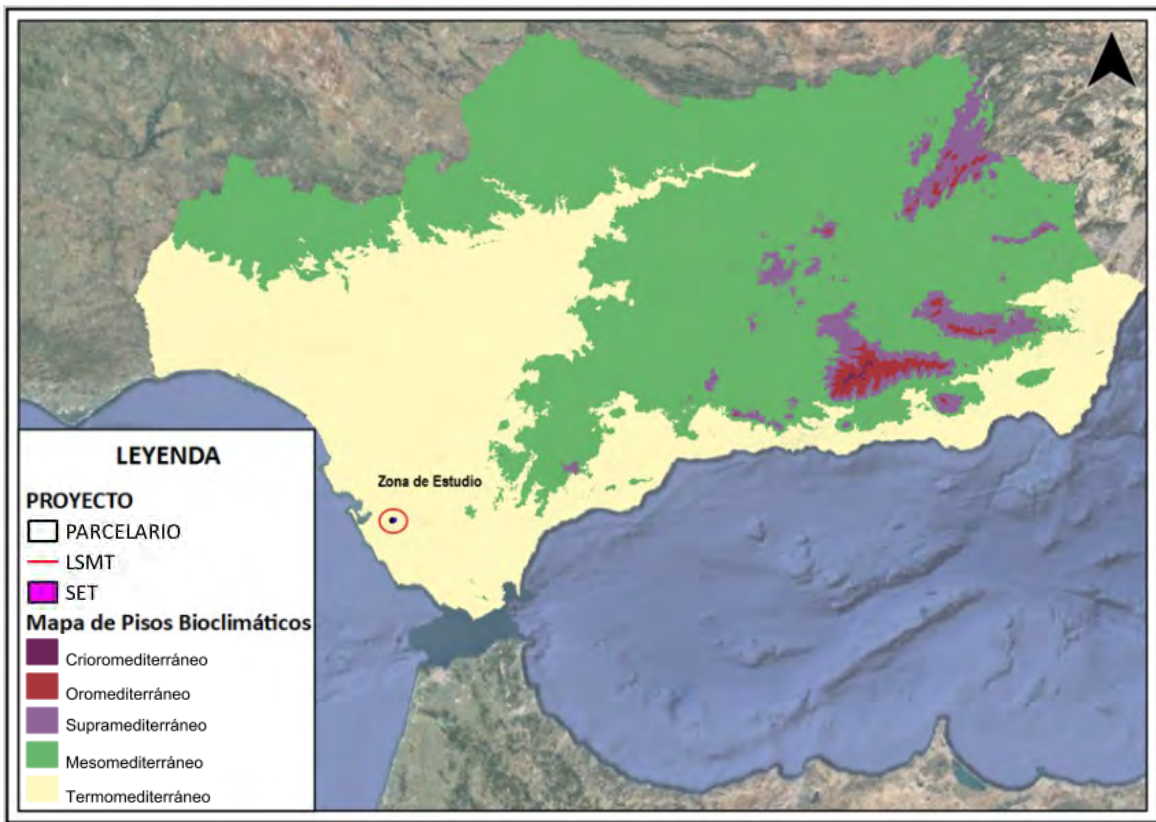 Zona de Estudio
LEYENDA
PROYECTO
PARCELARIO
LSMT
SET
Mapa de Pisos Bioclimáticos
Crioromediterráneo
Oromediterráneo
Supramediterráneo
Mesomediterráneo
Termomediterráneo